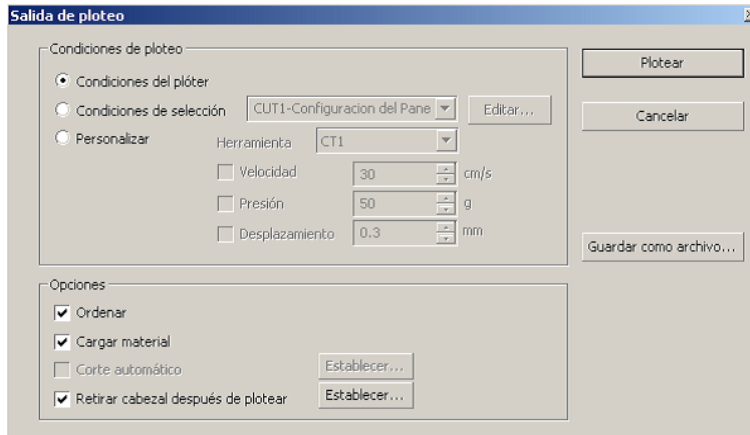 Salida de ploteo
Condiciones de ploteo
Condiciones del plóter
Condiciones de selección CUT1-Configuracion del Pane Editar...
Personalizar Herramienta CT1
Velocidad 30 cm/s
Presión 50 g
Desplazamiento 0.3 mm
Opciones
Ordenar
Cargar material
Corte automático Establecer...
Retirar cabezal después de plotear Establecer...
Plotear
Cancelar
Guardar como archivo...